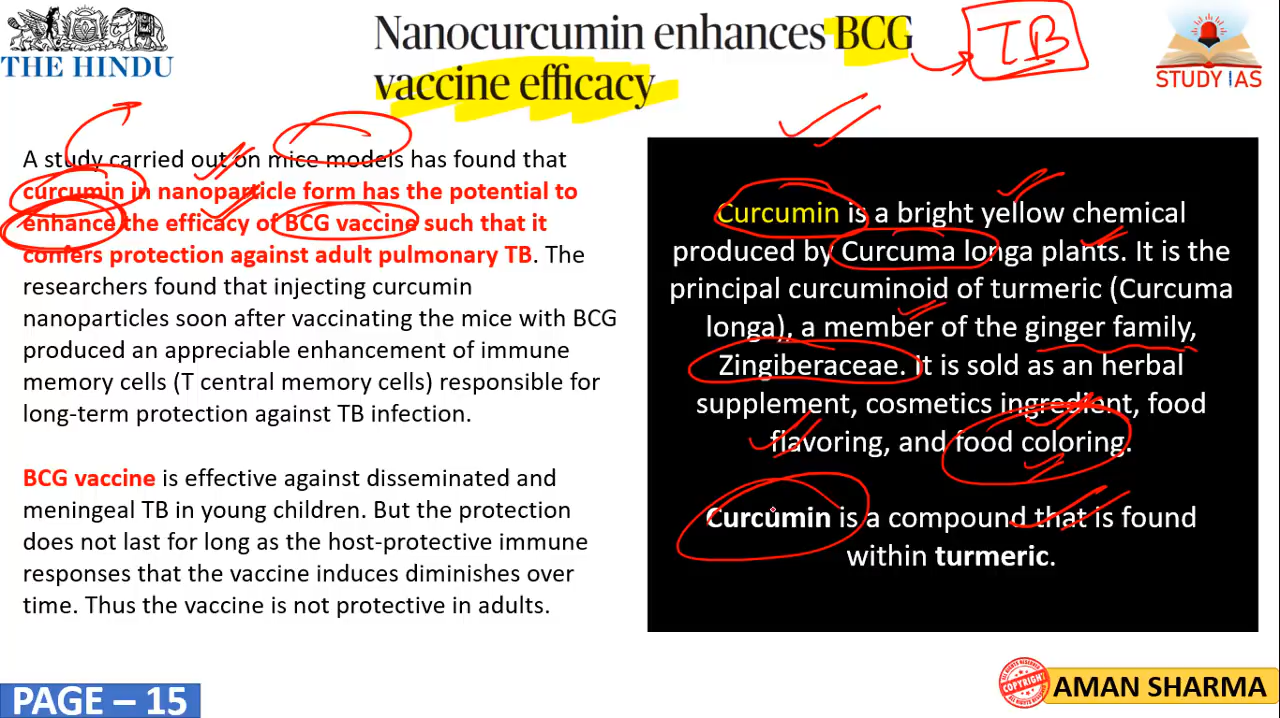 THE HINDU
Nanocurcumin enhances BCG
vaccine efficacy
TB
STUDY IAS
A study carried out on mice models has found that
curcumin in nanoparticle form has the potential to
enhance the efficacy of BCG vaccine such that it
confers protection against adult pulmonary TB. The
researchers found that injecting curcumin
nanoparticles soon after vaccinating the mice with BCG
produced an appreciable enhancement of immune
memory cells (T central memory cells) responsible for
long-term protection against TB infection.
BCG vaccine is effective against disseminated and
meningeal TB in young children. But the protection
does not last for long as the host-protective immune
responses that the vaccine induces diminishes over
time. Thus the vaccine is not protective in adults.
Curcumin is a bright yellow chemical
produced by Curcuma longa plants. It is the
principal curcuminoid of turmeric (Curcuma
longa), a member of the ginger family,
Zingiberaceae. It is sold as an herbal
supplement, cosmetics ingredient, food
flavoring, and food coloring.
Curcumin is a compound that is found
within turmeric.
PAGE – 15
COPYRIGHT
AMAN SHARMA